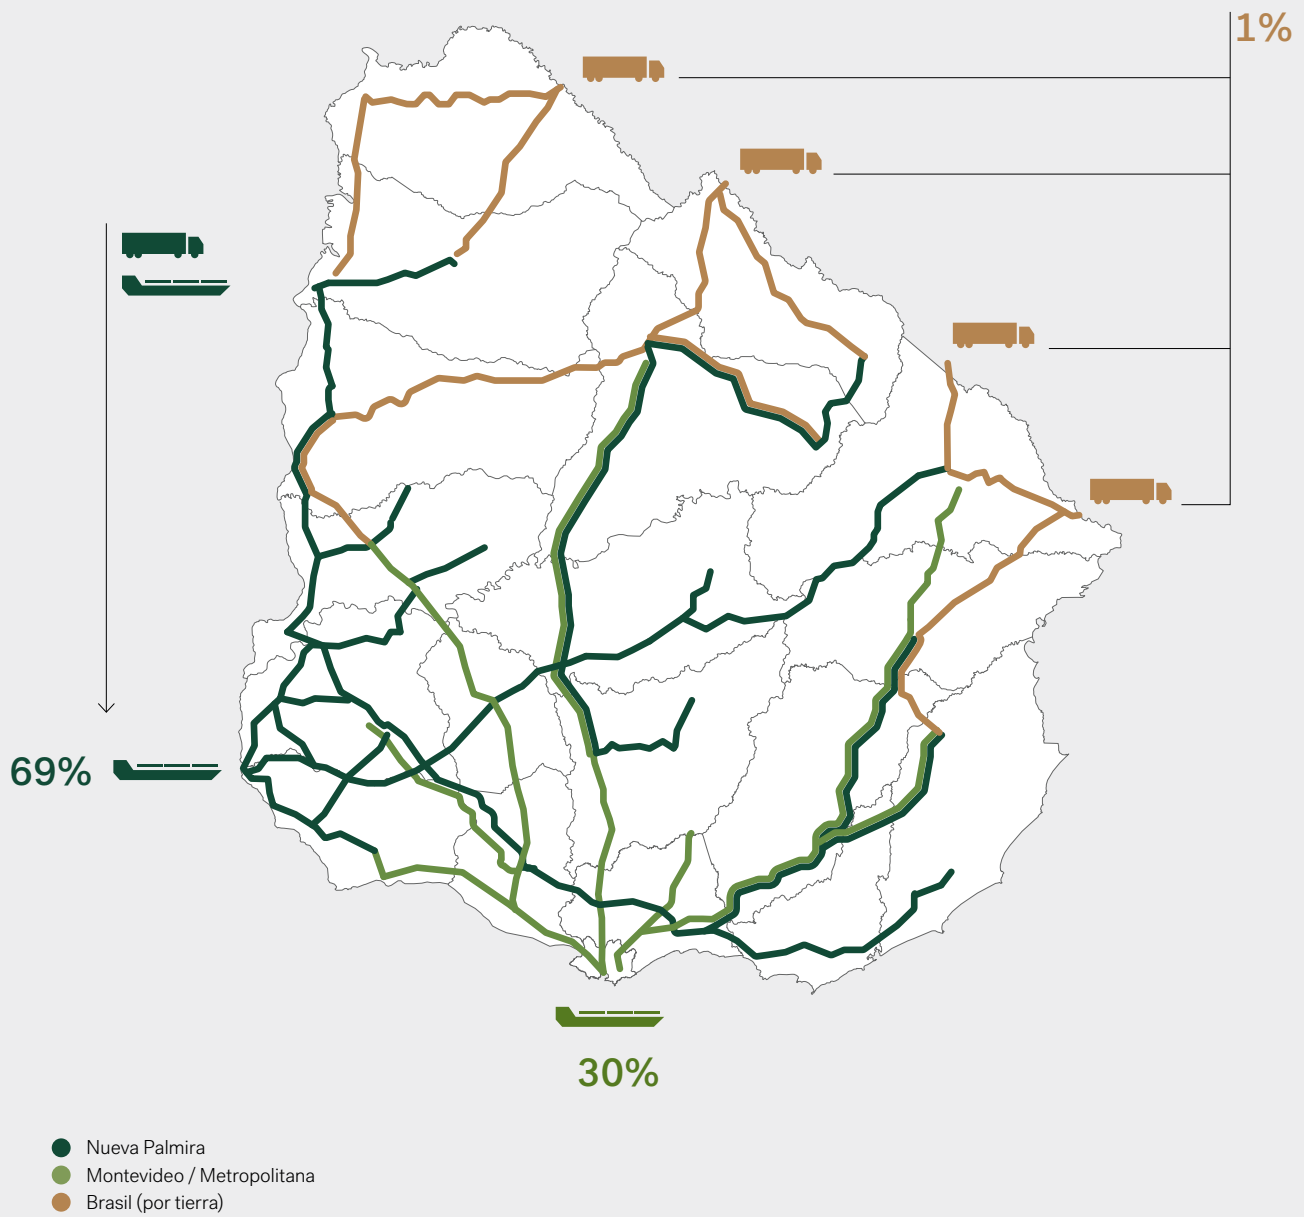 1%
69%
30%
Nueva Palmira
Montevideo / Metropolitana
Brasil (por tierra)